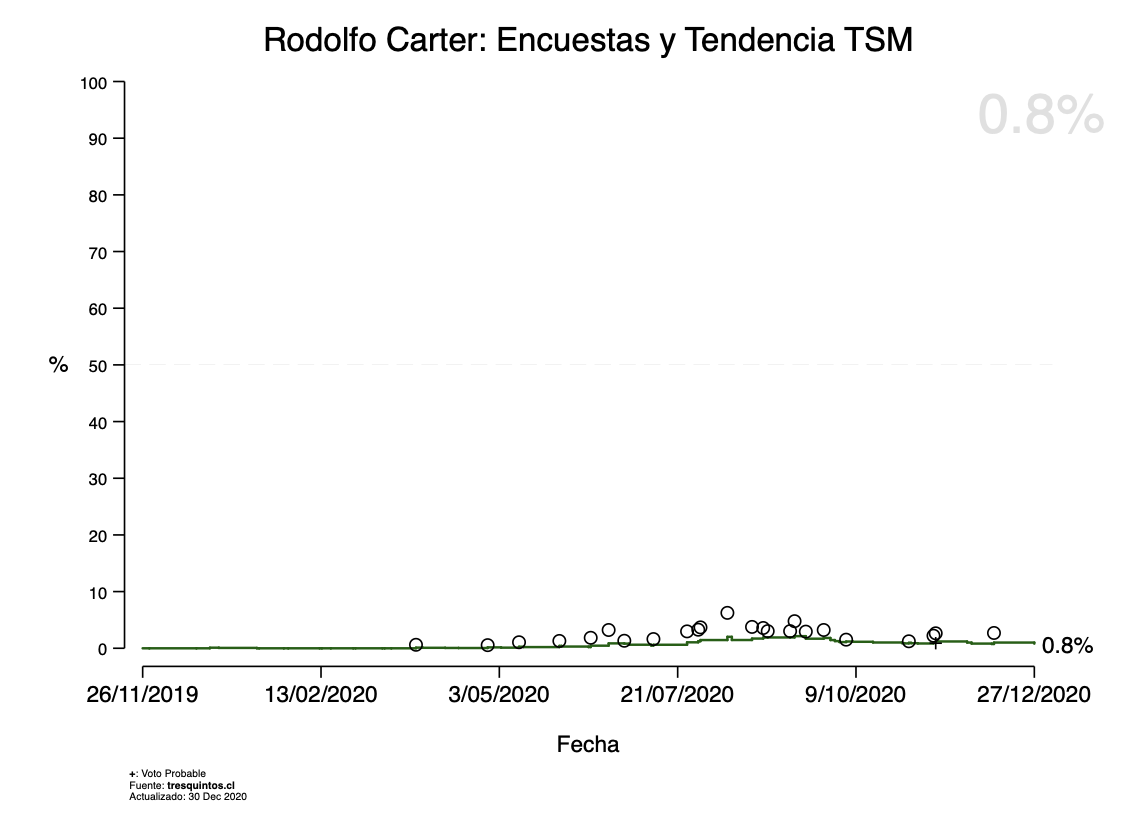 Rodolfo Carter: Encuestas y Tendencia TSM
0.8%
100
90
80
70
60
% 50
40
30
20
10
0
0.8%
26/11/2019 13/02/2020 3/05/2020 21/07/2020 9/10/2020 27/12/2020
Fecha
+: Voto Probable
Fuente: tresquintos.cl
Actualizado: 30 Dec 2020